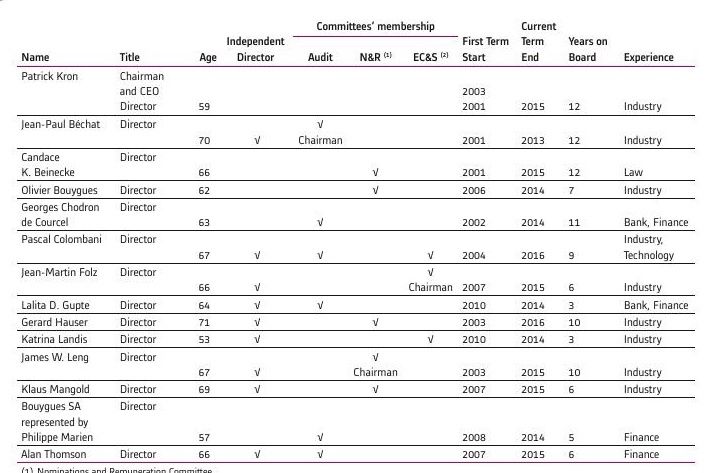 Committees' membership
Current
Independent First Term Term Years on
Name Title Age Director Audit N&R (1) EC&S (2) Start End Board Experience
Patrick Kron Chairman
and CEO 2003
Director 59 2001 2015 12 Industry
Jean-Paul Béchat Director √
70 √ Chairman 2001 2013 12 Industry
Candace Director
K. Beinecke 66 √ 2001 2015 12 Law
Olivier Bouygues Director 62 √ 2006 2014 7 Industry
Georges Chodron Director
de Courcel 63 √ 2002 2014 11 Bank, Finance
Pascal Colombani Director Industry,
67 √ √ √ 2004 2016 9 Technology
Jean-Martin Folz Director √
66 √ Chairman 2007 2015 6 Industry
Lalita D. Gupte Director 64 √ √ 2010 2014 3 Bank, Finance
Gerard Hauser Director 71 √ √ 2003 2016 10 Industry
Katrina Landis Director 53 √ √ 2010 2014 3 Industry
James W. Leng Director √
67 √ Chairman 2003 2015 10 Industry
Klaus Mangold Director 69 √ √ 2007 2015 6 Industry
Bouygues SA Director
represented by
Philippe Marien 57 √ 2008 2014 5 Finance
Alan Thomson Director 66 √ √ 2007 2015 6 Finance
(1) Nominations and Remuneration Committee